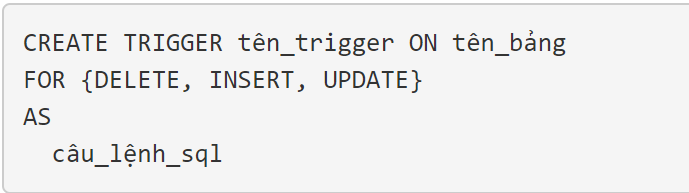 CREATE TRIGGER tên_trigger ON tên_bảng
FOR {DELETE, INSERT, UPDATE}
AS
  câu_lệnh_sql